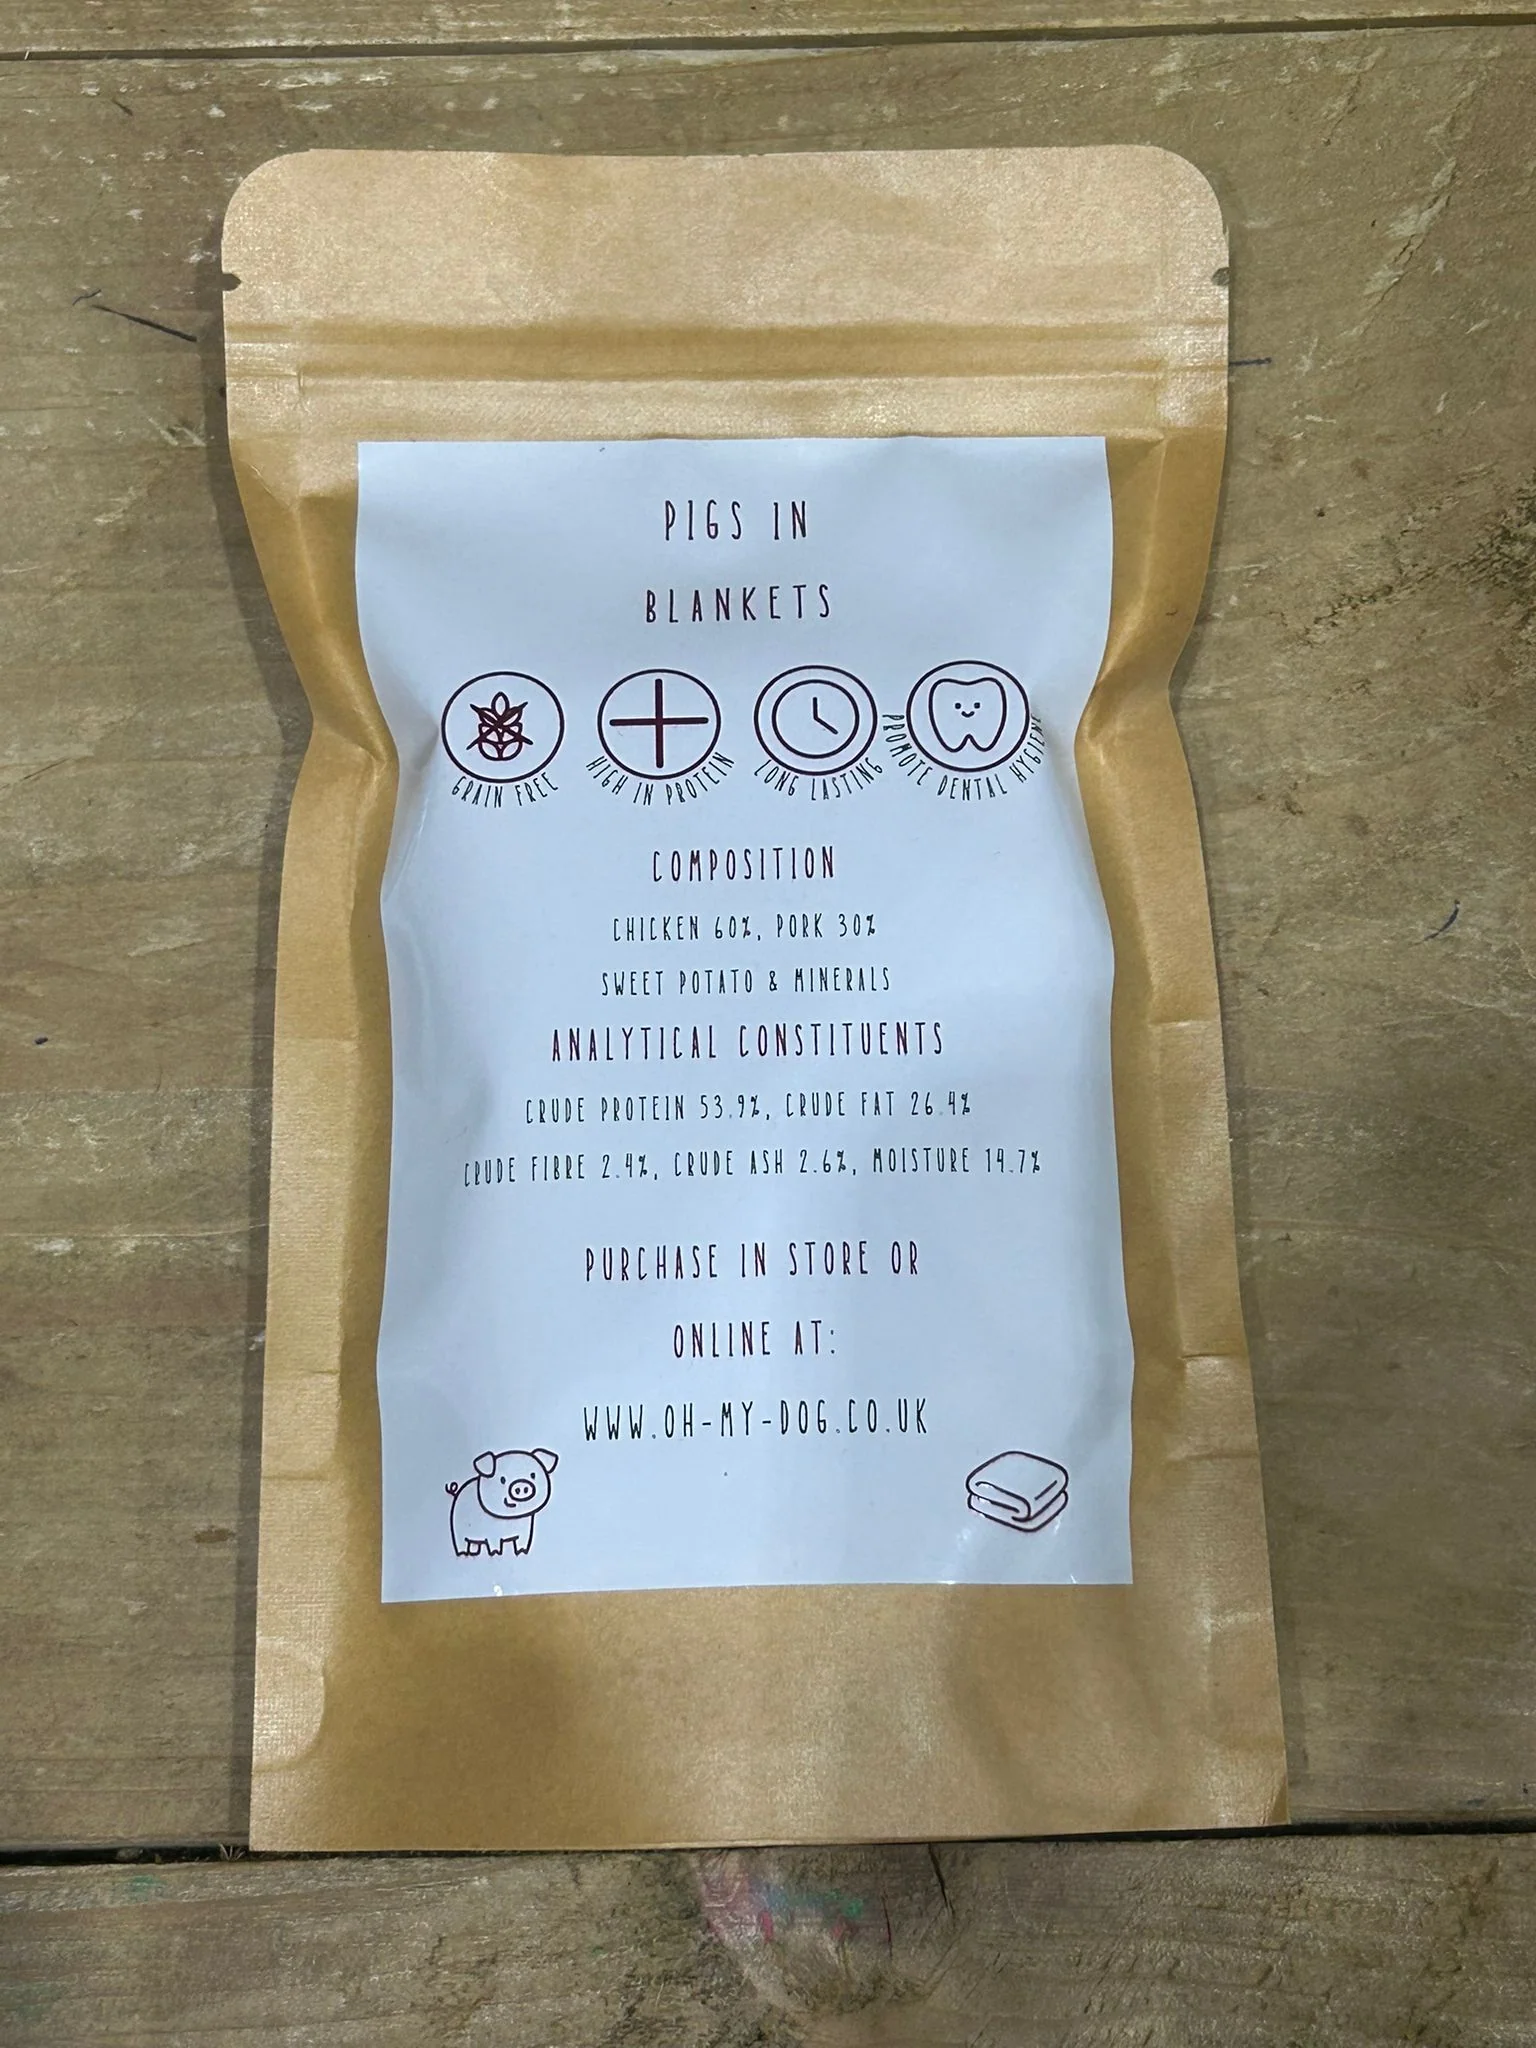 PIGS IN
BLANKETS
GRAIN FREE
HIGH IN PROTEIN
LONG LASTING
PROMOTE DENTAL HYGIENE
COMPOSITION
CHICKEN 60%, PORK 30%
SWEET POTATO & MINERALS
ANALYTICAL CONSTITUENTS
CRUDE PROTEIN 53.9%, CRUDE FAT 26.4%
CRUDE FIBRE 2.4%, CRUDE ASH 2.6%, MOISTURE 14.7%
PURCHASE IN STORE OR
ONLINE AT:
WWW.OH-MY-DOG.CO.UK